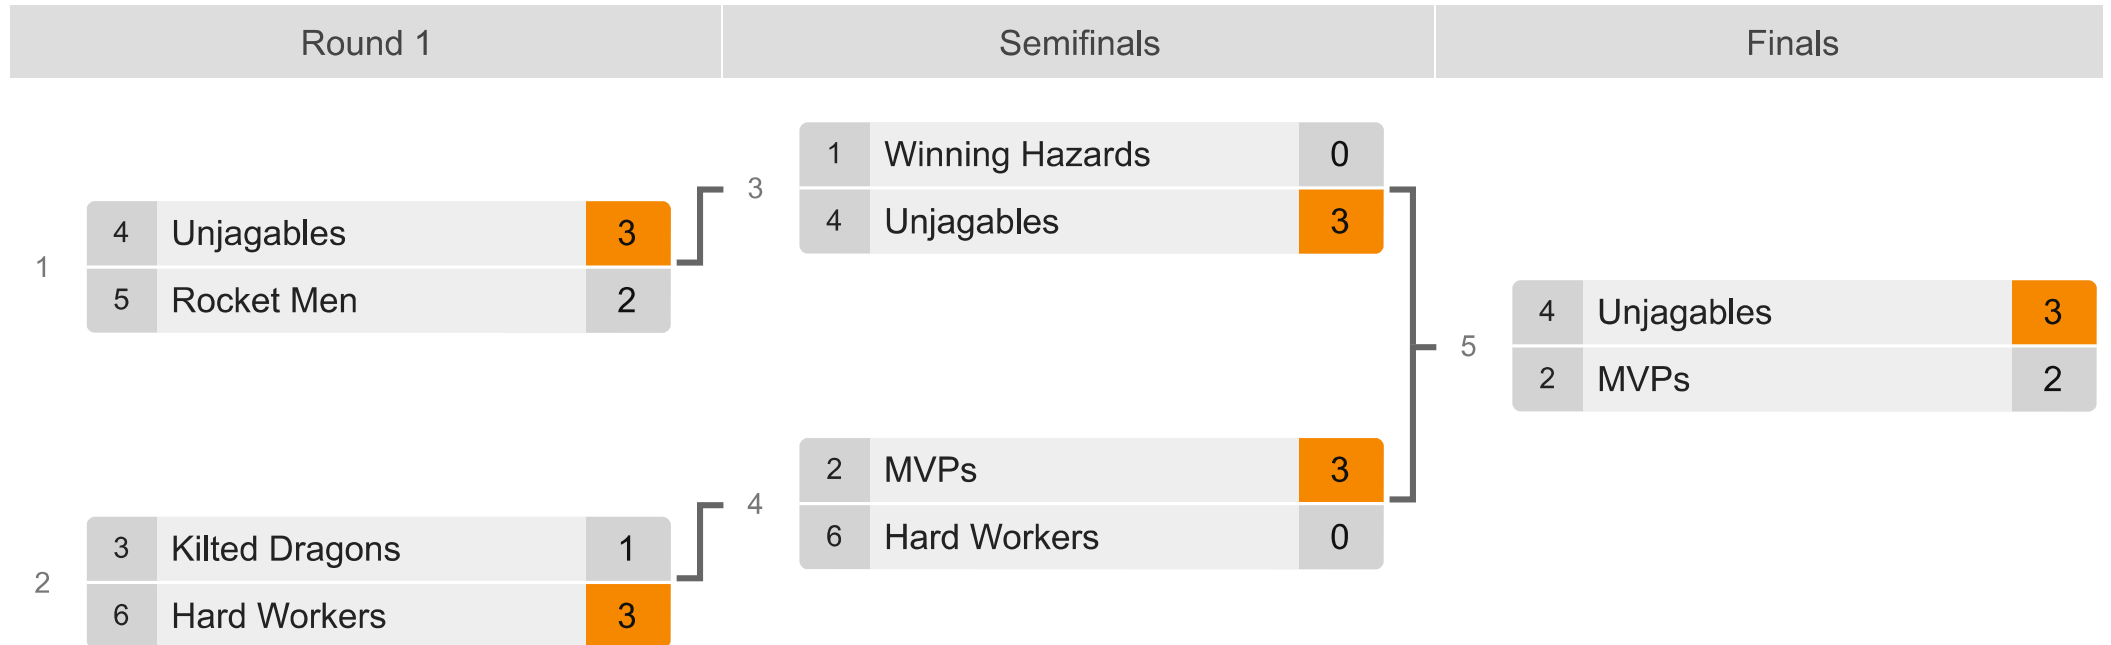 Round 1
Semifinals
Finals
1
4 Unjagables 3
5 Rocket Men 2
2
3 Kilted Dragons 1
6 Hard Workers 3
3
1 Winning Hazards 0
4 Unjagables 3
4
2 MVPs 3
6 Hard Workers 0
5
4 Unjagables 3
2 MVPs 2